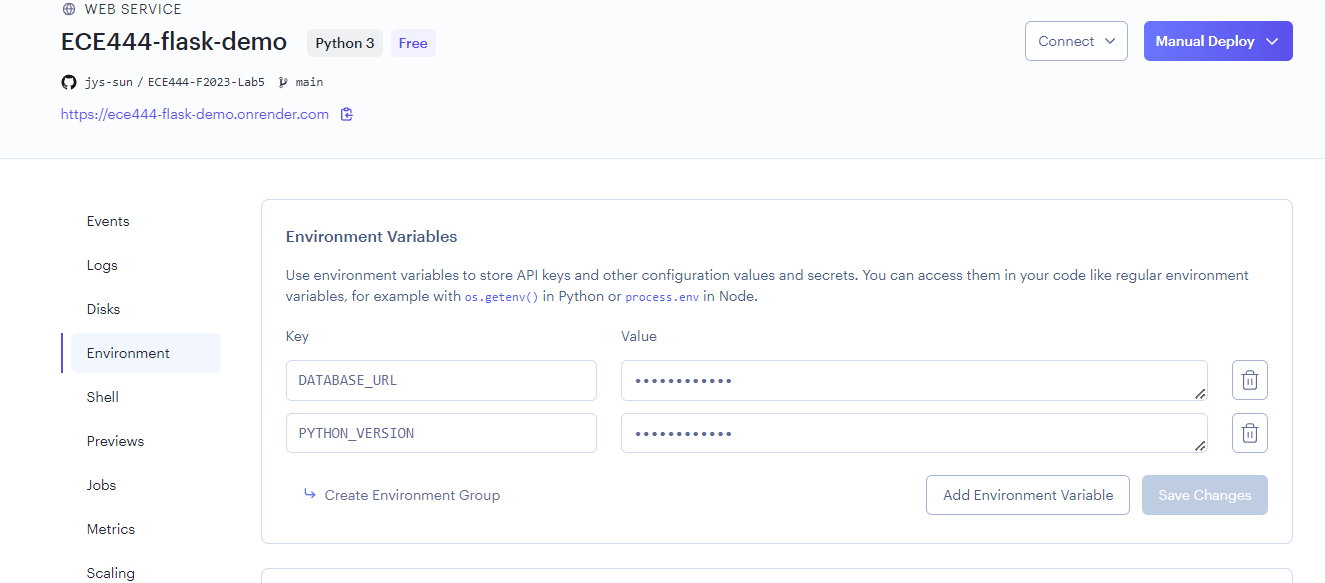 WEB SERVICE
ECE444-flask-demo Python 3 Free
Connect Manual Deploy
jys-sun / ECE444-F2023-Lab5 main
https://ece444-flask-demo.onrender.com
Events
Logs
Disks
Environment
Shell
Previews
Jobs
Metrics
Scaling
Environment Variables
Use environment variables to store API keys and other configuration values and secrets. You can access them in your code like regular environment
variables, for example with os.getenv() in Python or process.env in Node.
Key Value
DATABASE_URL ••••••••••••
PYTHON_VERSION ••••••••••••
Create Environment Group Add Environment Variable Save Changes